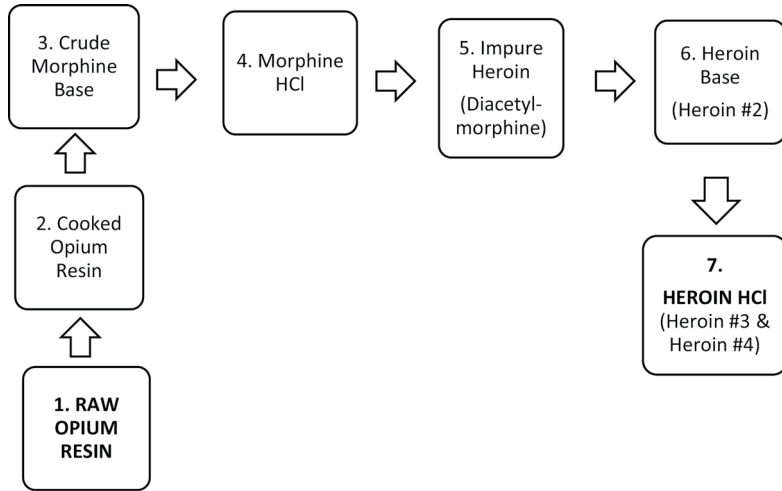 1. RAW
OPIUM
RESIN
2. Cooked
Opium
Resin
3. Crude
Morphine
Base
4. Morphine
HCl
5. Impure
Heroin
(Diacetyl-
morphine)
6. Heroin
Base
(Heroin #2)
7.
HEROIN HCl
(Heroin #3 &
Heroin #4)